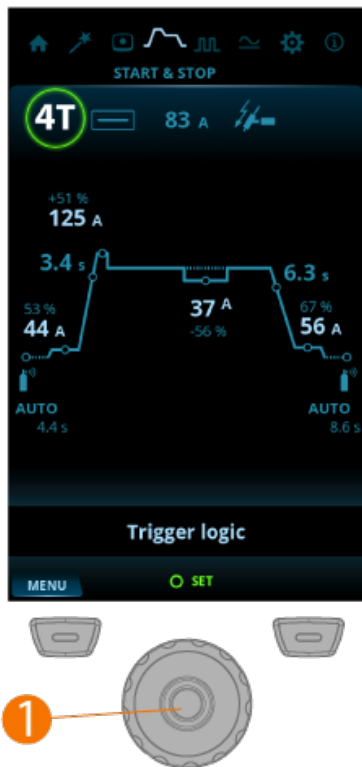 START & STOP
4T 83 A
+51 %
125 A
3.4 s 6.3 s
53 % 37 A 67 %
44 A -56 % 56 A
AUTO AUTO
4.4 s 8.6 s
Trigger logic
MENU SET
1